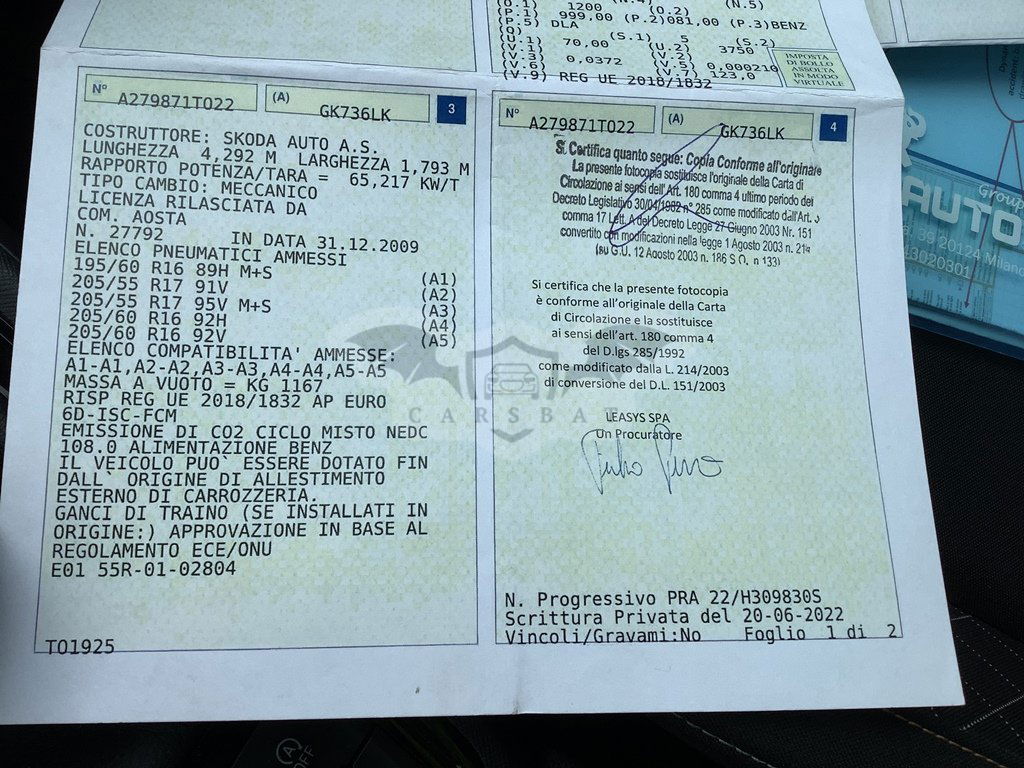 1200 (O.2)
(P.1) 999,00 (P.2)081,00 (P.3)BENZ
(P.5) DLA
(Q)
(U.1) 70,00 (S.1) 5 (S.2)
(V.1) (U.2) 3750
(V.3) 0,0372 (V.2)
(V.6) (V.5) 0,000210
(V.9) REG UE 2018/1832 (V.7) 123,0
IMPOSTA
DI BOLLO
ASSOLTA
IN MODO
VIRTUALE
N° A279871TO22 (A) GK736LK 3
COSTRUTTORE: SKODA AUTO A.S.
LUNGHEZZA 4,292 M LARGHEZZA 1,793 M
RAPPORTO POTENZA/TARA = 65,217 KW/T
TIPO CAMBIO: MECCANICO
LICENZA RILASCIATA DA
COM. AOSTA
N. 27792 IN DATA 31.12.2009
ELENCO PNEUMATICI AMMESSI
195/60 R16 89H M+S (A1)
205/55 R17 91V (A2)
205/55 R17 95V M+S (A3)
205/60 R16 92H (A4)
205/60 R16 92V (A5)
ELENCO COMPATIBILITA' AMMESSE:
A1-A1,A2-A2,A3-A3,A4-A4,A5-A5
MASSA A VUOTO = KG 1167
RISP REG UE 2018/1832 AP EURO
6D-ISC-FCM
EMISSIONE DI CO2 CICLO MISTO NEDC
108.0 ALIMENTAZIONE BENZ
IL VEICOLO PUO` ESSERE DOTATO FIN
DALL` ORIGINE DI ALLESTIMENTO
ESTERNO DI CARROZZERIA.
GANCI DI TRAINO (SE INSTALLATI IN
ORIGINE:) APPROVAZIONE IN BASE AL
REGOLAMENTO ECE/ONU
E01 55R-01-02804
TO1925
N° A279871TO22 (A) GK736LK 4
Si Certifica quanto segue: Copia Conforme all'originale
La presente fotocopia sostituisce l'originale della Carta di
Circolazione ai sensi dell'Art. 180 comma 4 ultimo periodo del
Decreto Legislativo 30/04/1992 n° 285 come modificato dall'Art.
comma 17 Lett. A del Decreto Legge 27 Giugno 2003 Nr. 151
convertito con modificazioni nella legge 1 Agosto 2003 n. 214
(su G.U. 12 Agosto 2003 n. 186 S.O. n. 133)
Si certifica che la presente fotocopia
è conforme all'originale della Carta
di Circolazione e la sostituisce
ai sensi dell'art. 180 comma 4
del D.lgs 285/1992
come modificato dalla L. 214/2003
di conversione del D.L. 151/2003
LEASYS SPA
Un Procuratore
N. Progressivo PRA 22/H309830S
Scrittura Privata del 20-06-2022
Vincoli/Gravami:No Foglio 1 di 2
CARSBA
Group
AUTO
20124 Milano